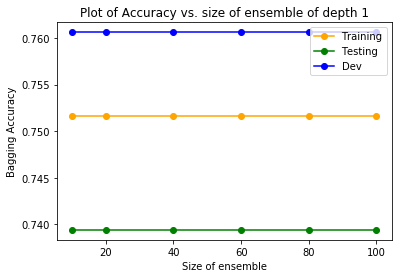 Plot of Accuracy vs. size of ensemble of depth 1
Training
Testing
Dev
Bagging Accuracy
0.760
0.755
0.750
0.745
0.740
20 40 60 80 100
Size of ensemble